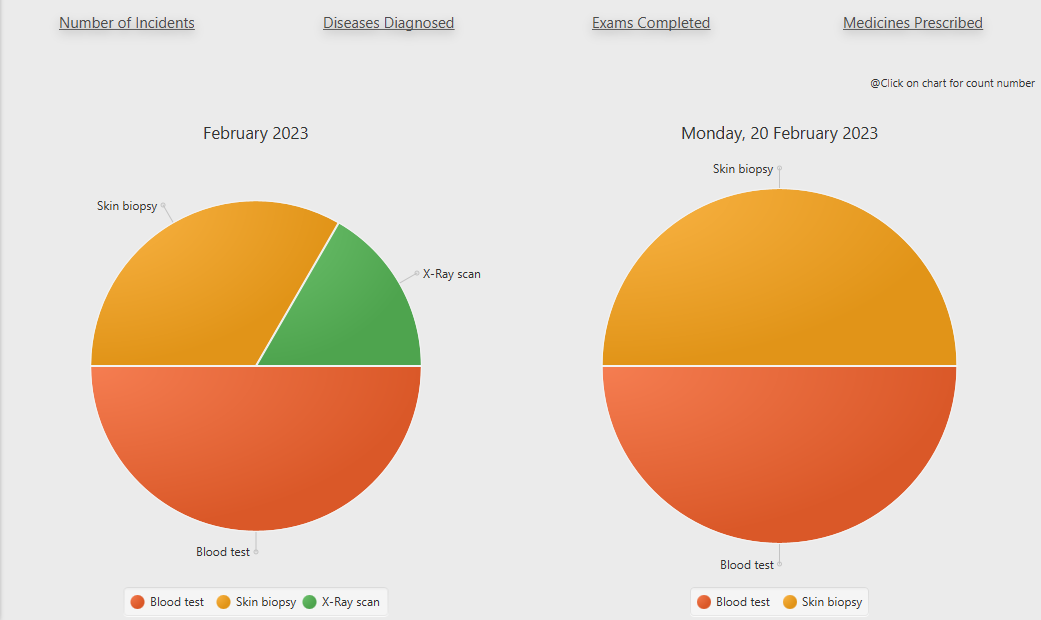 Number of Incidents Diseases Diagnosed Exams Completed Medicines Prescribed
@Click on chart for count number
February 2023
Skin biopsy
X-Ray scan
Blood test
Blood test Skin biopsy X-Ray scan
Monday, 20 February 2023
Skin biopsy
Blood test
Blood test Skin biopsy